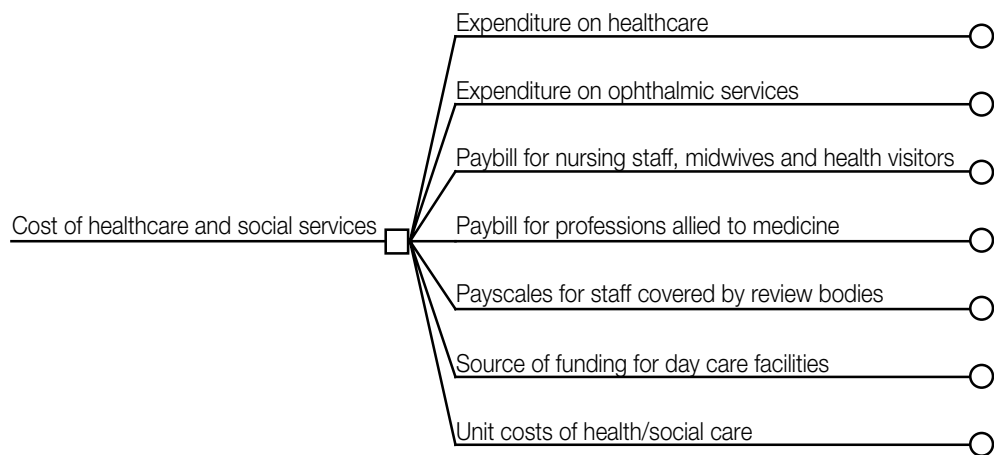 Expenditure on healthcare
Expenditure on ophthalmic services
Paybill for nursing staff, midwives and health visitors
Cost of healthcare and social services
Paybill for professions allied to medicine
Payscales for staff covered by review bodies
Source of funding for day care facilities
Unit costs of health/social care